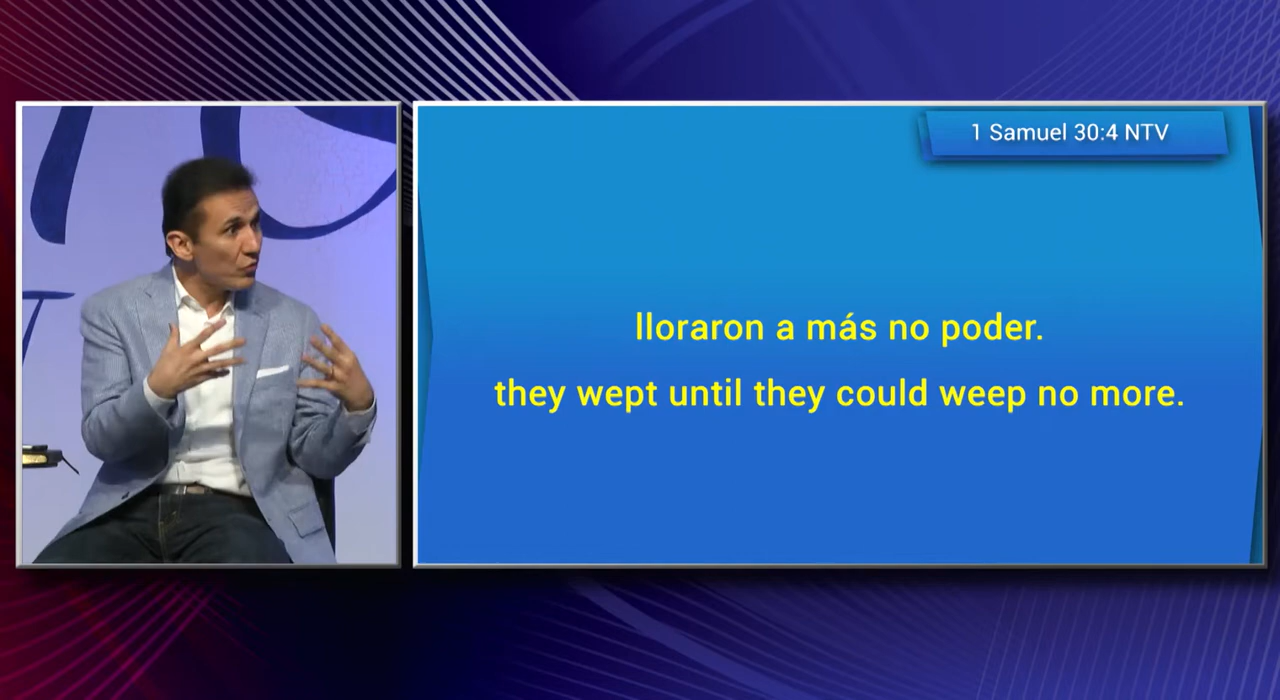 1 Samuel 30:4 NTV
lloraron a más no poder.
they wept until they could weep no more.